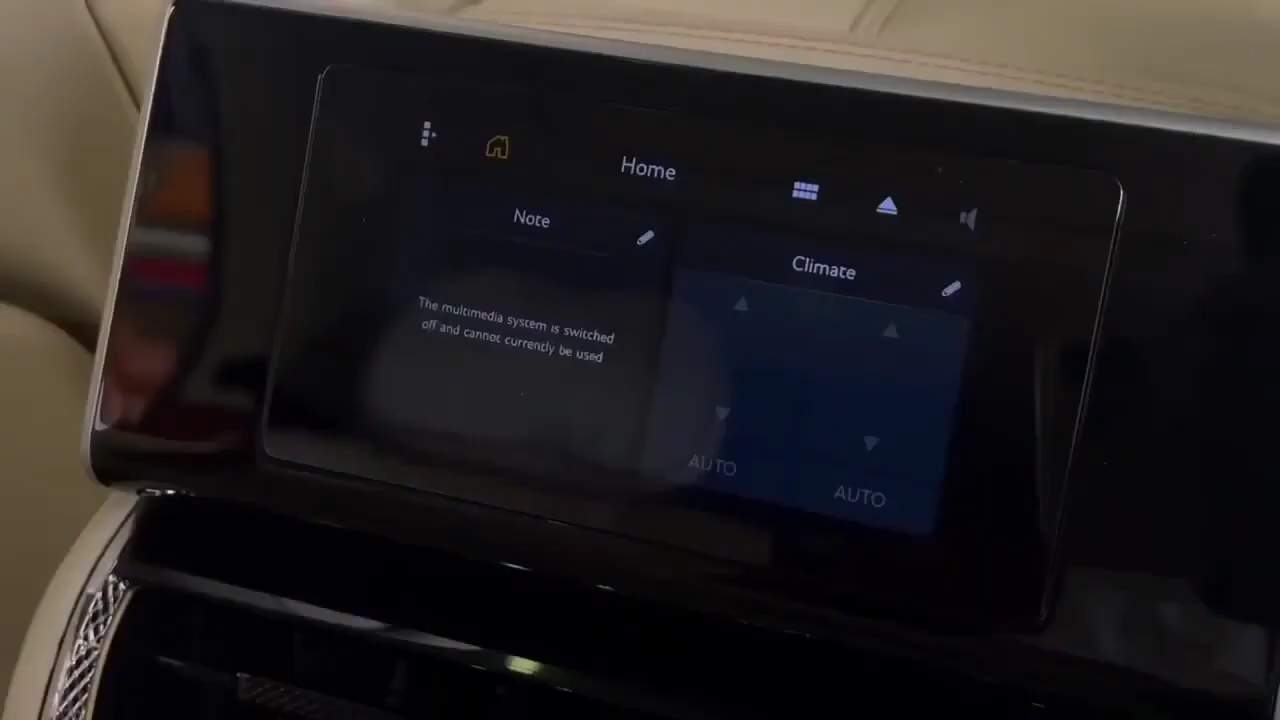 Home
Note
Climate
The multimedia system is switched
off and cannot currently be used
AUTO
AUTO